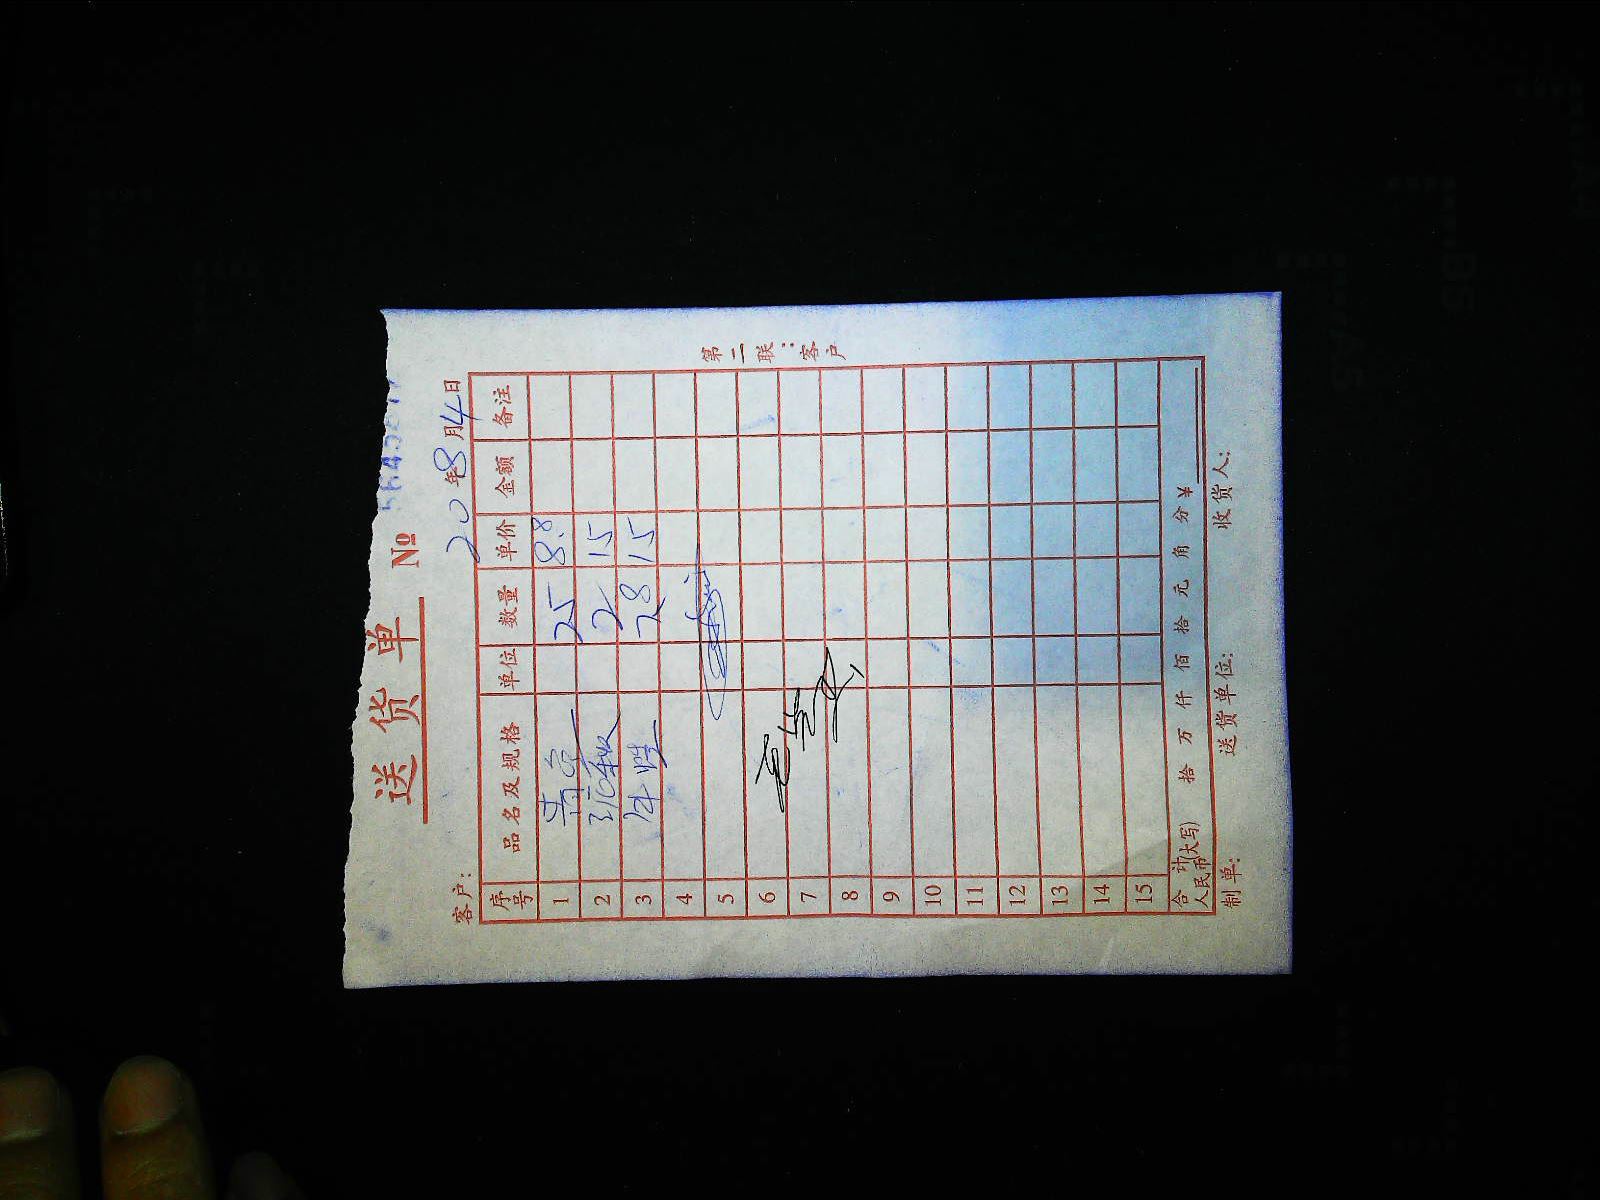 送货单 №
客户: 20年8月4日
序号 品名及规格 单位 数量 单价 金额 备注
1 25 8.8
2 2 15
3 28 15
4
5
6
7
8
9
10
11
12
13
14
15
合计人民币(大写) 拾 万 仟 佰 拾 元 角 分 ¥
制单: 送货单位: 收货人:
第二联:客户